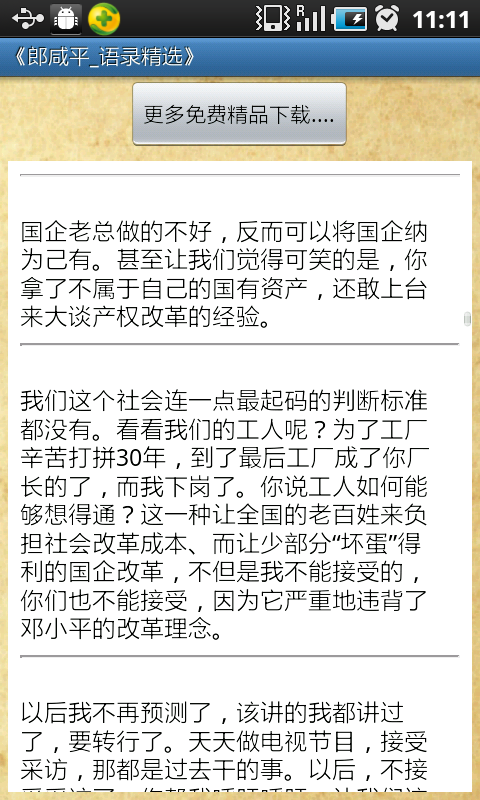 R
11:11
《郎咸平_语录精选》
更多免费精品下载....
国企老总做的不好，反而可以将国企纳
为己有。甚至让我们觉得可笑的是，你
拿了不属于自己的国有资产，还敢上台
来大谈产权改革的经验。
我们这个社会连一点最起码的判断标准
都没有。看看我们的工人呢？为了工厂
辛苦打拼30年，到了最后工厂成了你厂
长的了，而我下岗了。你说工人如何能
够想得通？这一种让全国的老百姓来负
担社会改革成本、而让少部分“坏蛋”得
利的国企改革，不但是我不能接受的，
你们也不能接受，因为它严重地违背了
邓小平的改革理念。
以后我不再预测了，该讲的我都讲过
了，要转行了。天天做电视节目，接受
采访，那都是过去干的事。以后，不接